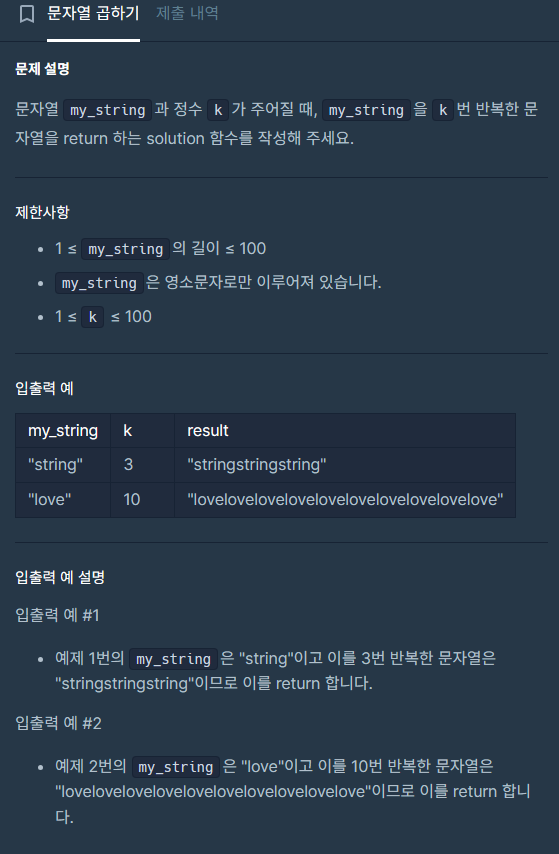 문자열 곱하기 제출 내역
문제 설명
문자열 my_string 과 정수 k 가 주어질 때, my_string 을 k 번 반복한 문
자열을 return 하는 solution 함수를 작성해 주세요.
제한사항
• 1 ≤ my_string 의 길이 ≤ 100
• my_string 은 영소문자로만 이루어져 있습니다.
• 1 ≤ k ≤ 100
입출력 예
my_string k result
"string" 3 "stringstringstring"
"love" 10 "lovelovelovelovelovelovelovelovelovelove"
입출력 예 설명
입출력 예 #1
• 예제 1번의 my_string 은 "string"이고 이를 3번 반복한 문자열은
"stringstringstring"이므로 이를 return 합니다.
입출력 예 #2
• 예제 2번의 my_string 은 "love"이고 이를 10번 반복한 문자열은
"lovelovelovelovelovelovelovelovelovelove"이므로 이를 return 합니
다.